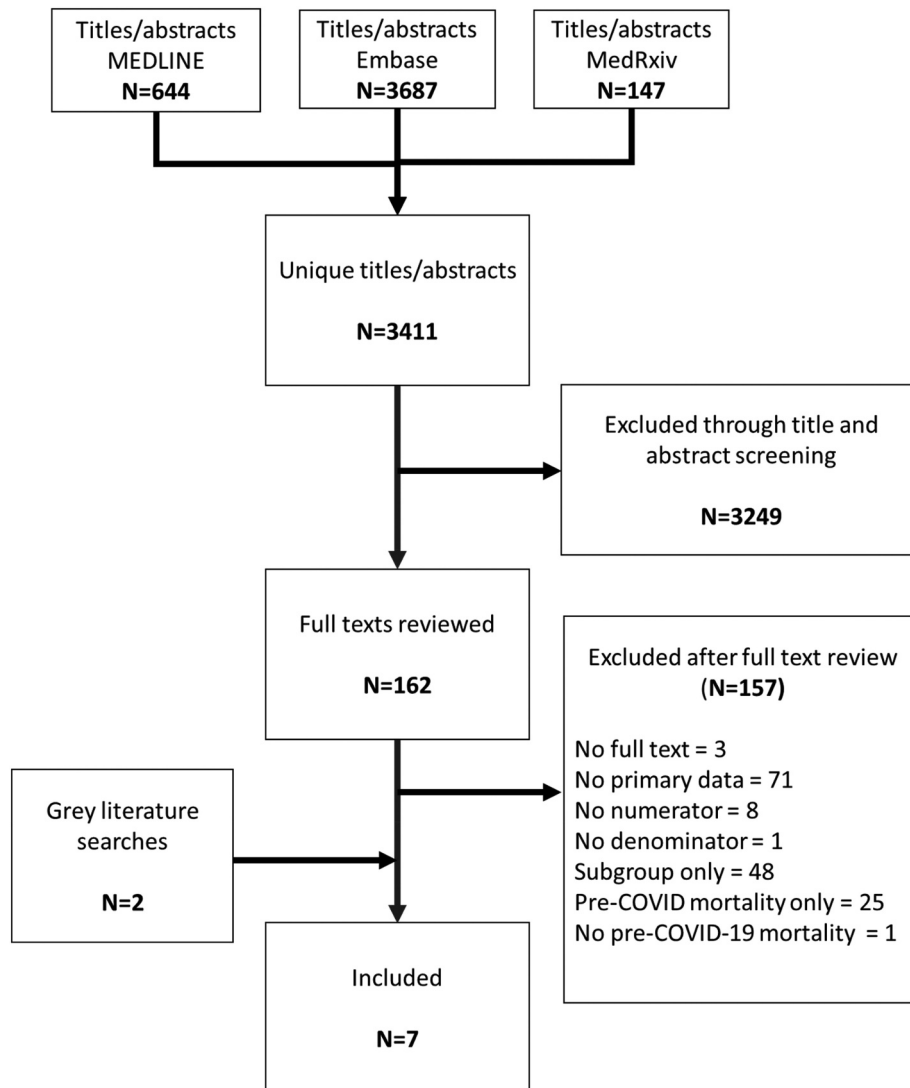 Titles/abstracts
MEDLINE
N=644
Titles/abstracts
Embase
N=3687
Titles/abstracts
MedRxiv
N=147
Unique titles/abstracts
N=3411
Excluded through title and
abstract screening
N=3249
Full texts reviewed
N=162
Excluded after full text review
(N=157)
No full text = 3
No primary data = 71
No numerator = 8
No denominator = 1
Subgroup only = 48
Pre-COVID mortality only = 25
No pre-COVID-19 mortality  = 1
Grey literature
searches
N=2
Included
N=7